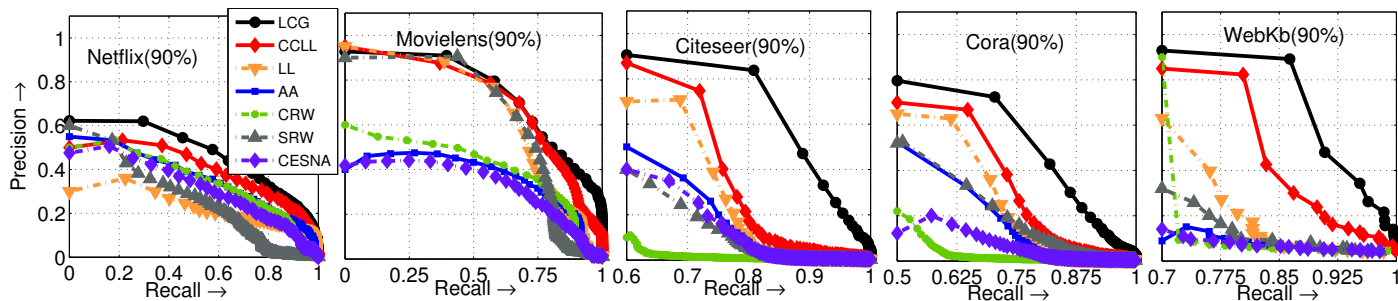 Precision →
1
0.8
0.6
0.4
0.2
0
Netflix(90%)
0 0.2 0.4 0.6 0.8 1
Recall →
LCG
CCLL
LL
AA
CRW
SRW
CESNA
Movielens(90%)
0 0.25 0.5 0.75 1
Recall →
Citeseer(90%)
0.6 0.7 0.8 0.9 1
Recall →
Cora(90%)
0.5 0.625 0.75 0.875 1
Recall →
WebKb(90%)
0.7 0.775 0.85 0.925 1
Recall →